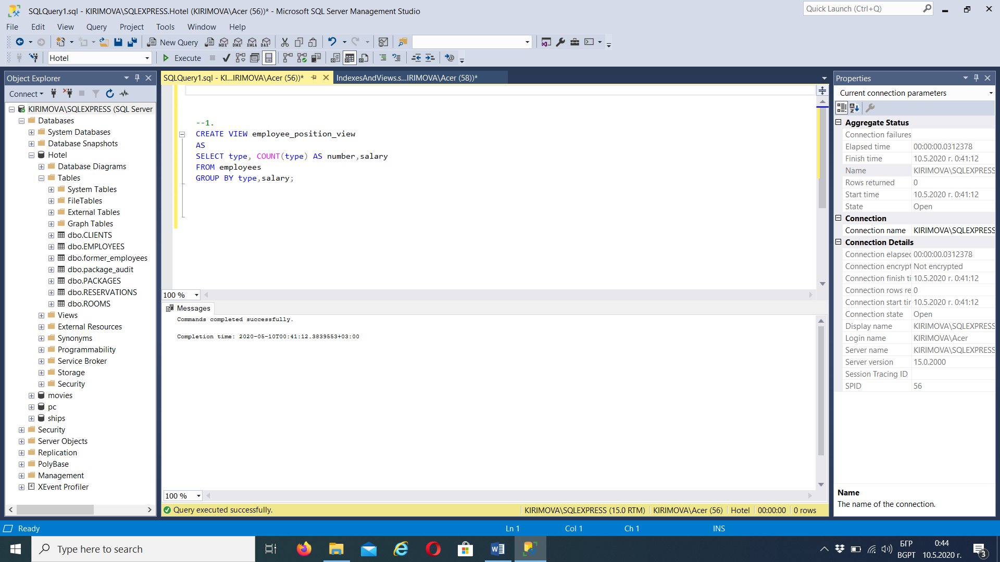 SQLQuery1.sql - KIRIMOVA\SQLEXPRESS.Hotel (KIRIMOVA\Acer (56))* - Microsoft SQL Server Management Studio
Quick Launch (Ctrl+Q)
File Edit View Query Project Tools Window Help
New Query MDX DMX XMLA DAX
Hotel Execute
Object Explorer
Connect
KIRIMOVA\SQLEXPRESS (SQL Server
Databases
System Databases
Database Snapshots
Hotel
Database Diagrams
Tables
System Tables
FileTables
External Tables
Graph Tables
dbo.CLIENTS
dbo.EMPLOYEES
dbo.former_employees
dbo.package_audit
dbo.PACKAGES
dbo.RESERVATIONS
dbo.ROOMS
Views
External Resources
Synonyms
Programmability
Service Broker
Storage
Security
movies
pc
ships
Security
Server Objects
Replication
PolyBase
Management
XEvent Profiler
SQLQuery1.sql - KI...IRIMOVA\Acer (56))*
IndexesAndViews.s...IRIMOVA\Acer (58))*
--1.
CREATE VIEW employee_position_view
AS
SELECT type, COUNT(type) AS number,salary
FROM employees
GROUP BY type,salary;
100 %
Messages
Commands completed successfully.
Completion time: 2020-05-10T00:41:12.3839553+03:00
100 %
Query executed successfully.
KIRIMOVA\SQLEXPRESS (15.0 RTM) KIRIMOVA\Acer (56) Hotel 00:00:00 0 rows
Properties
Current connection parameters
Aggregate Status
Connection failures
Elapsed time 00:00:00.0312378
Finish time 10.5.2020 г. 0:41:12
Name KIRIMOVA\SQLEXPRESS
Rows returned 0
Start time 10.5.2020 г. 0:41:12
State Open
Connection
Connection name KIRIMOVA\SQLEXPRESS
Connection Details
Connection elapsed 00:00:00.0312378
Connection encrypt Not encrypted
Connection finish ti 10.5.2020 г. 0:41:12
Connection rows re 0
Connection start tir 10.5.2020 г. 0:41:12
Connection state Open
Display name KIRIMOVA\SQLEXPRESS
Login name KIRIMOVA\Acer
Server name KIRIMOVA\SQLEXPRESS
Server version 15.0.2000
Session Tracing ID
SPID 56
Name
The name of the connection.
Ready Ln 1 Col 1 Ch 1 INS
Type here to search
БГР
BGPT
0:44
10.5.2020 г.
3